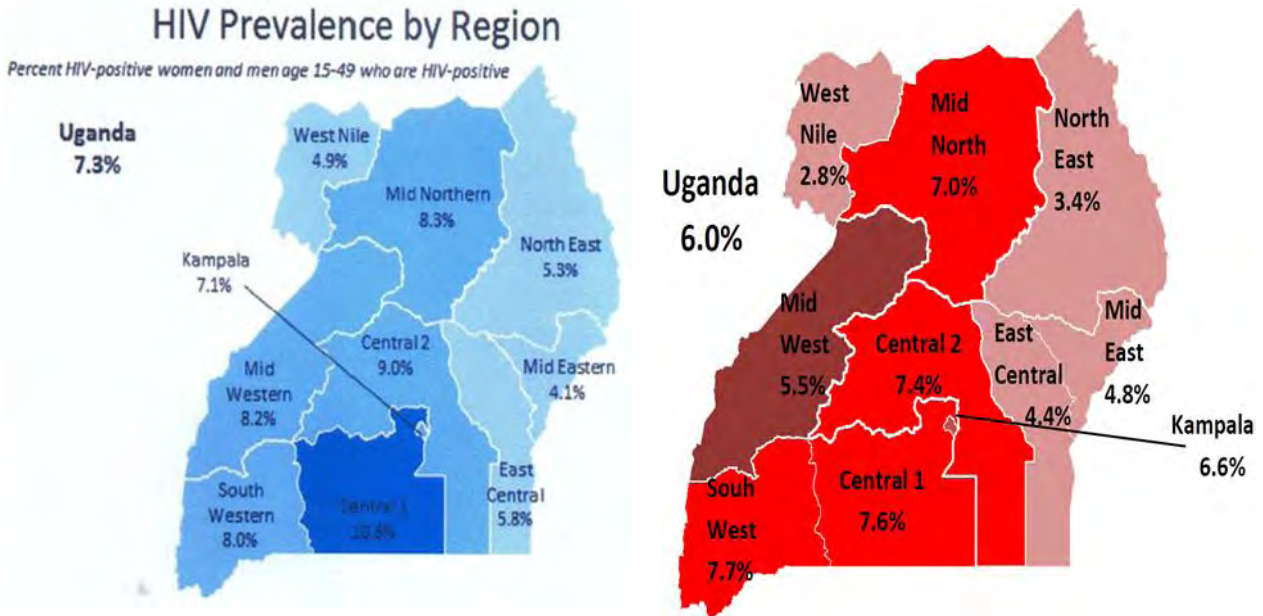 HIV Prevalence by Region
Percent HIV-positive women and men age 15-49 who are HIV-positive
Uganda
7.3%
West Nile
4.9%
Mid Northern
8.3%
North East
5.3%
Kampala
7.1%
Central 2
9.0%
Mid Eastern
4.1%
Mid
Western
8.2%
East
Central
5.8%
South
Western
8.0%
Central 1
10.6%
West
Nile
2.8%
Mid
North
7.0%
North
East
3.4%
Uganda
6.0%
Mid
West
5.5%
Central 2
7.4%
East
Central
4.4%
Mid
East
4.8%
Kampala
6.6%
Central 1
7.6%
Souh
West
7.7%